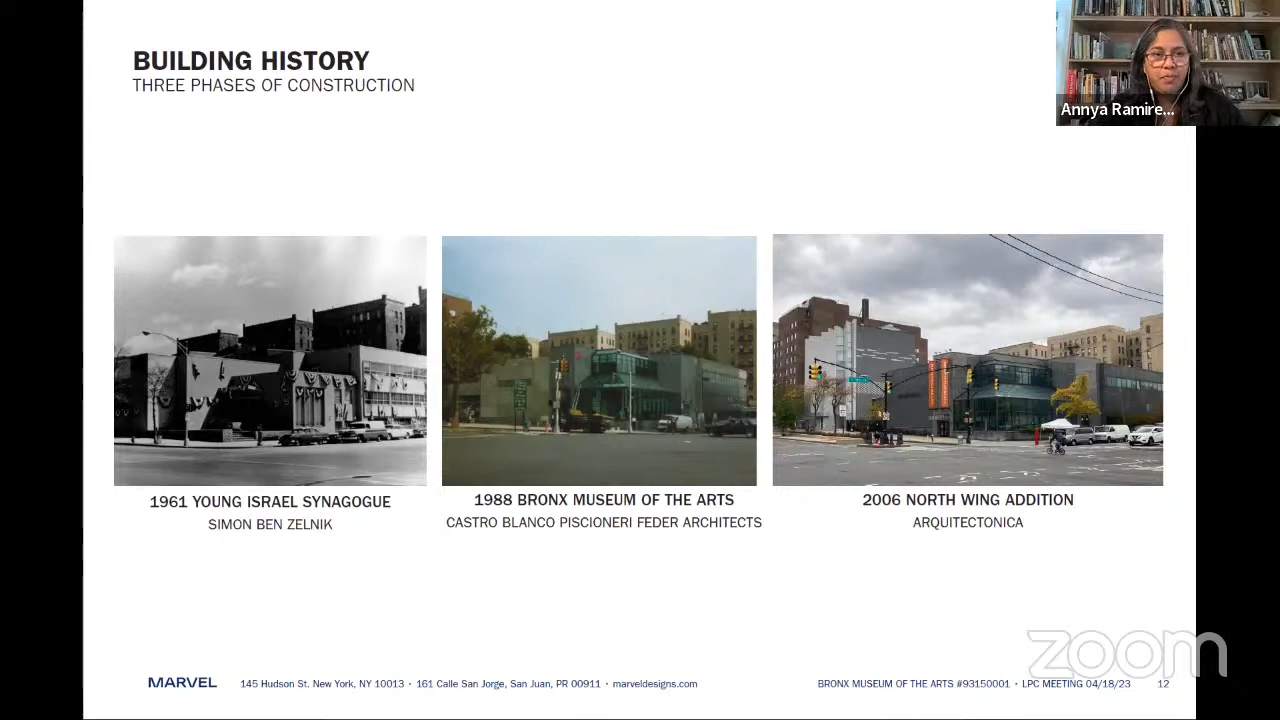 BUILDING HISTORY
THREE PHASES OF CONSTRUCTION
Annya Ramire...
1961 YOUNG ISRAEL SYNAGOGUE
SIMON BEN ZELNIK
1988 BRONX MUSEUM OF THE ARTS
CASTRO BLANCO PISCIONERI FEDER ARCHITECTS
2006 NORTH WING ADDITION
ARQUITECTONICA
zoom
MARVEL 145 Hudson St. New York, NY 10013 • 161 Calle San Jorge, San Juan, PR 00911 • marveldesigns.com
BRONX MUSEUM OF THE ARTS #93150001 • LPC MEETING 04/18/23 12